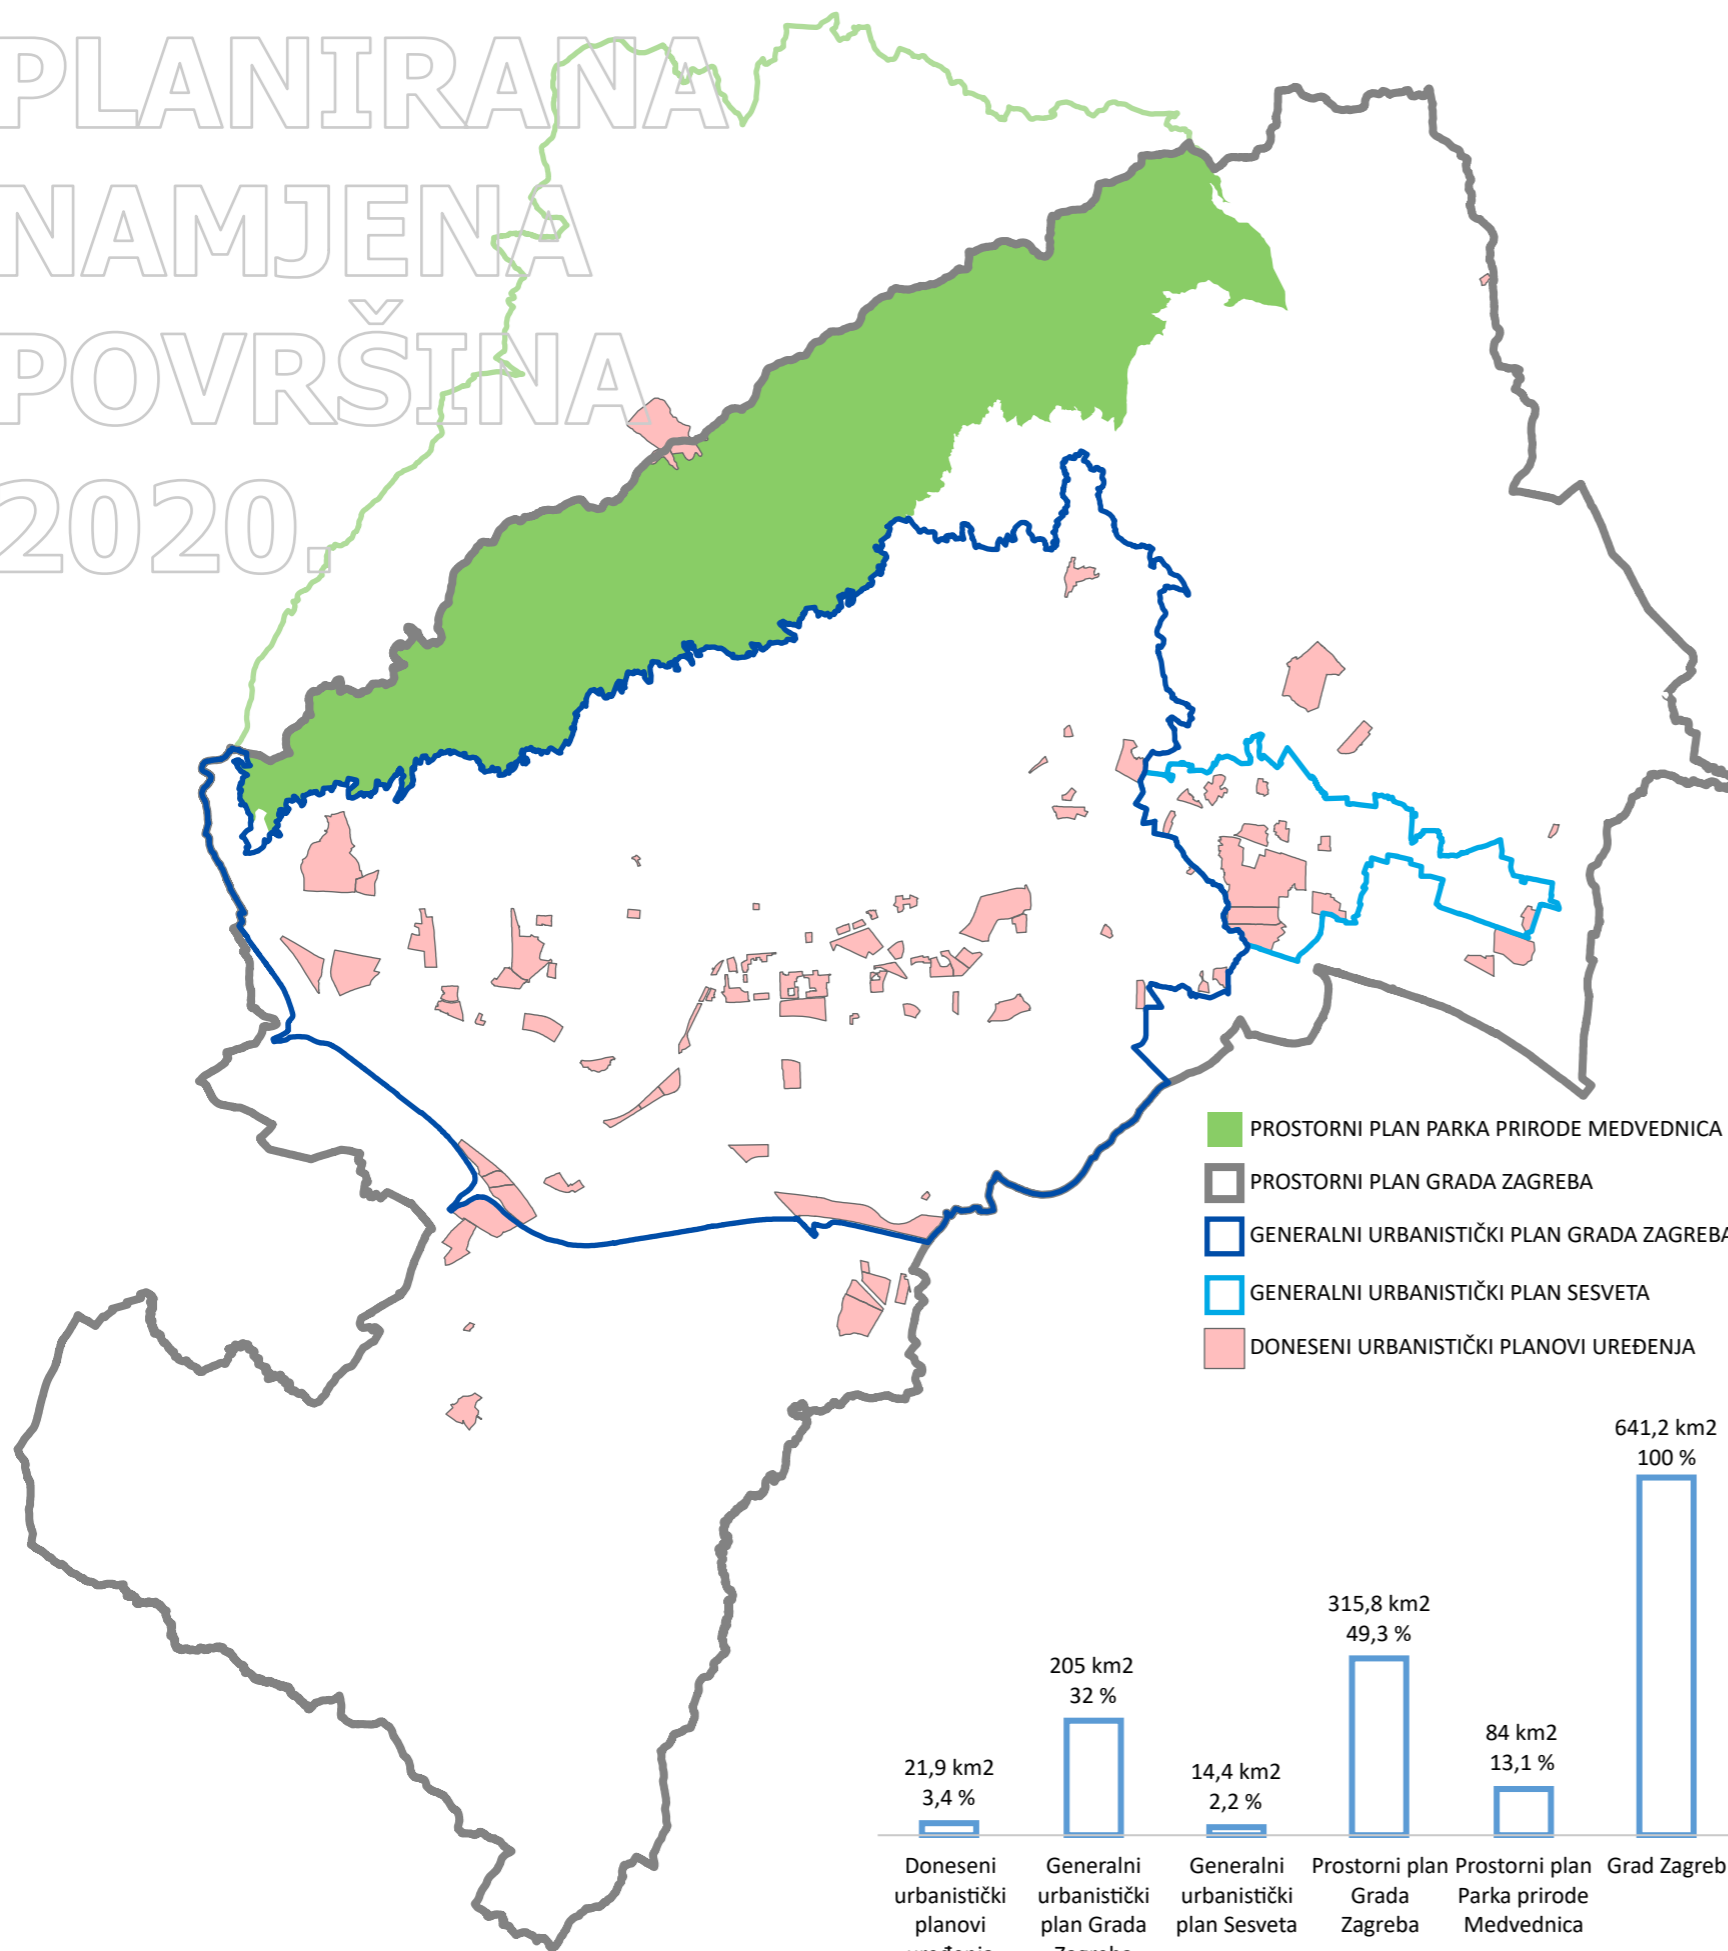 PLANIRANA
NAMJENA
POVRŠINA
2020.
PROSTORNI PLAN PARKA PRIRODE MEDVEDNICA
PROSTORNI PLAN GRADA ZAGREBA
GENERALNI URBANISTIČKI PLAN GRADA ZAGREBA
GENERALNI URBANISTIČKI PLAN SESVETA
DONESENI URBANISTIČKI PLANOVI UREĐENJA
641,2 km2
100 %
315,8 km2
49,3 %
205 km2
32 %
84 km2
13,1 %
21,9 km2
3,4 %
14,4 km2
2,2 %
Doneseni
urbanistički
planovi
uređenja
Generalni
urbanistički
plan Grada
Zagreba
Generalni
urbanistički
plan Sesveta
Prostorni plan
Grada
Zagreba
Prostorni plan
Parka prirode
Medvednica
Grad Zagreb